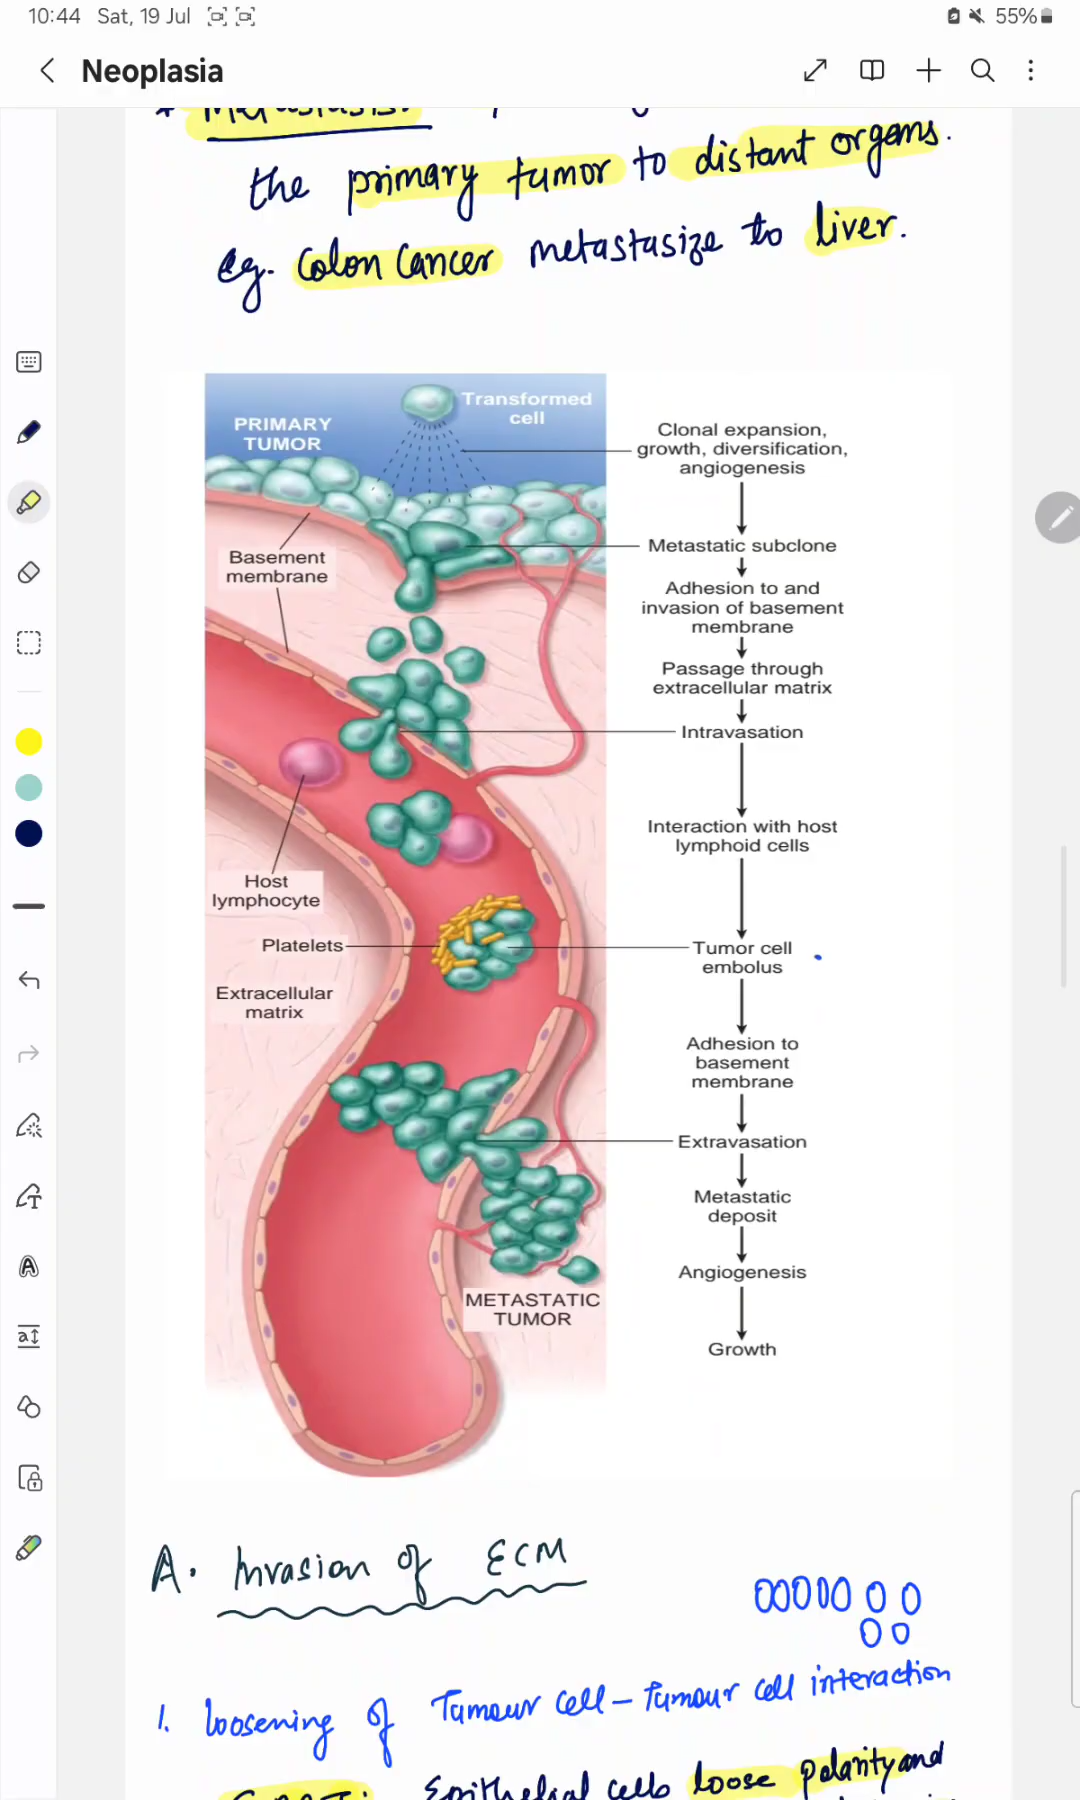 10:44 Sat, 19 Jul
55%
Neoplasia
* Metastasis:
the primary tumor to distant organs.
eg. Colon Cancer metastasize to liver.
PRIMARY
TUMOR
Transformed
cell
Basement
membrane
Host
lymphocyte
Platelets
Extracellular
matrix
METASTATIC
TUMOR
Clonal expansion,
growth, diversification,
angiogenesis
Metastatic subclone
Adhesion to and
invasion of basement
membrane
Passage through
extracellular matrix
Intravasation
Interaction with host
lymphoid cells
Tumor cell
embolus
Adhesion to
basement
membrane
Extravasation
Metastatic
deposit
Angiogenesis
Growth
A. Invasion of ECM
1. loosening of Tumour cell - Tumour cell interaction
Epithelial cells loose polarity and